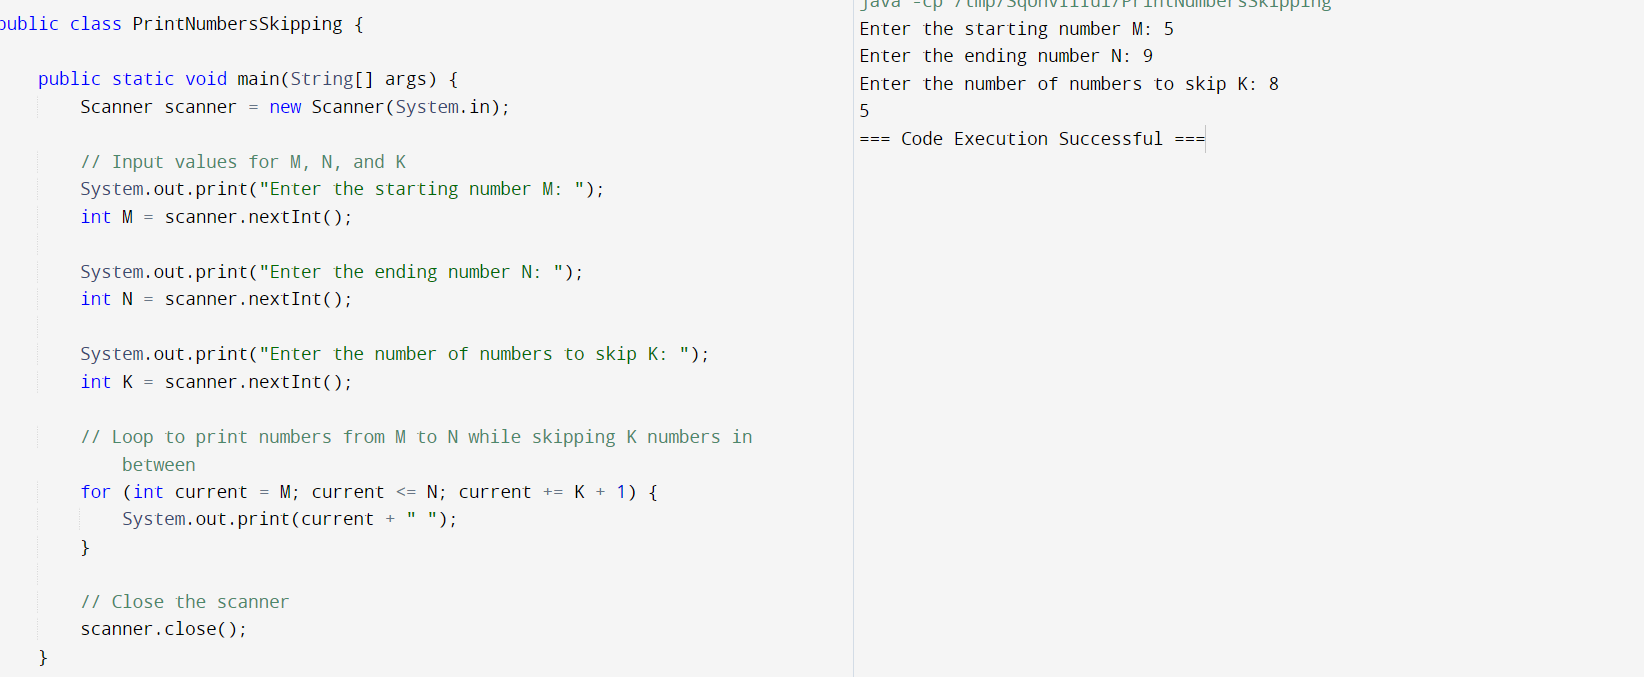 public class PrintNumbersSkipping {
public static void main(String[] args) {
Scanner scanner = new Scanner(System.in);
// Input values for M, N, and K
System.out.print("Enter the starting number M: ");
int M = scanner.nextInt();
System.out.print("Enter the ending number N: ");
int N = scanner.nextInt();
System.out.print("Enter the number of numbers to skip K: ");
int K = scanner.nextInt();
// Loop to print numbers from M to N while skipping K numbers in
between
for (int current = M; current <= N; current += K + 1) {
System.out.print(current + " ");
}
// Close the scanner
scanner.close();
}
java -cp
Enter the starting number M: 5
Enter the ending number N: 9
Enter the number of numbers to skip K: 8
5
=== Code Execution Successful ===